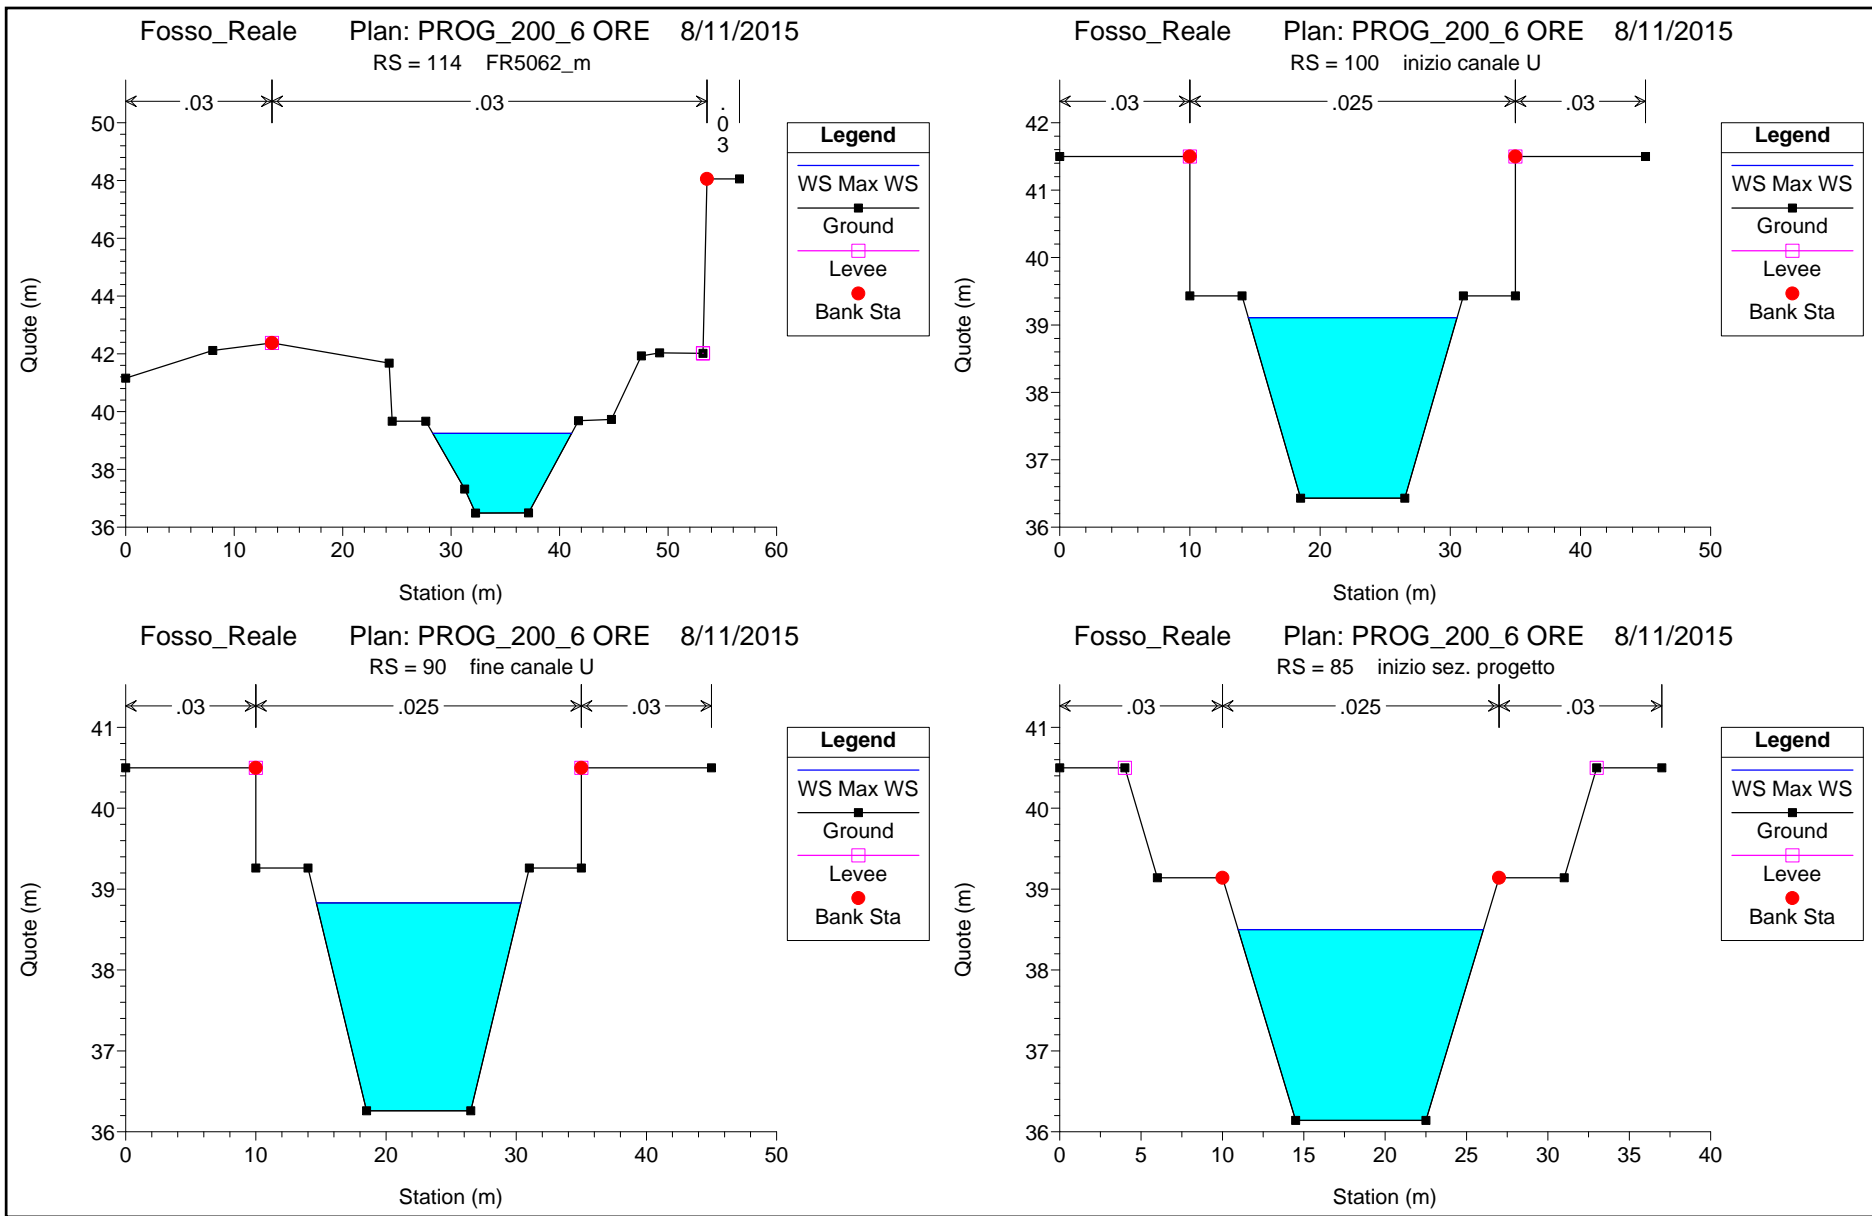 Fosso_Reale Plan: PROG_200_6 ORE 8/11/2015
RS = 114 FR5062_m
.03 .03 .03
50
48
46
44
42
40
38
36
0 10 20 30 40 50 60
Quote (m)
Station (m)
Legend
WS Max WS
Ground
Levee
Bank Sta
Fosso_Reale Plan: PROG_200_6 ORE 8/11/2015
RS = 100 inizio canale U
.03 .025 .03
42
41
40
39
38
37
36
0 10 20 30 40 50
Quote (m)
Station (m)
Legend
WS Max WS
Ground
Levee
Bank Sta
Fosso_Reale Plan: PROG_200_6 ORE 8/11/2015
RS = 90 fine canale U
.03 .025 .03
41
40
39
38
37
36
0 10 20 30 40 50
Quote (m)
Station (m)
Legend
WS Max WS
Ground
Levee
Bank Sta
Fosso_Reale Plan: PROG_200_6 ORE 8/11/2015
RS = 85 inizio sez. progetto
.03 .025 .03
41
40
39
38
37
36
0 5 10 15 20 25 30 35 40
Quote (m)
Station (m)
Legend
WS Max WS
Ground
Levee
Bank Sta